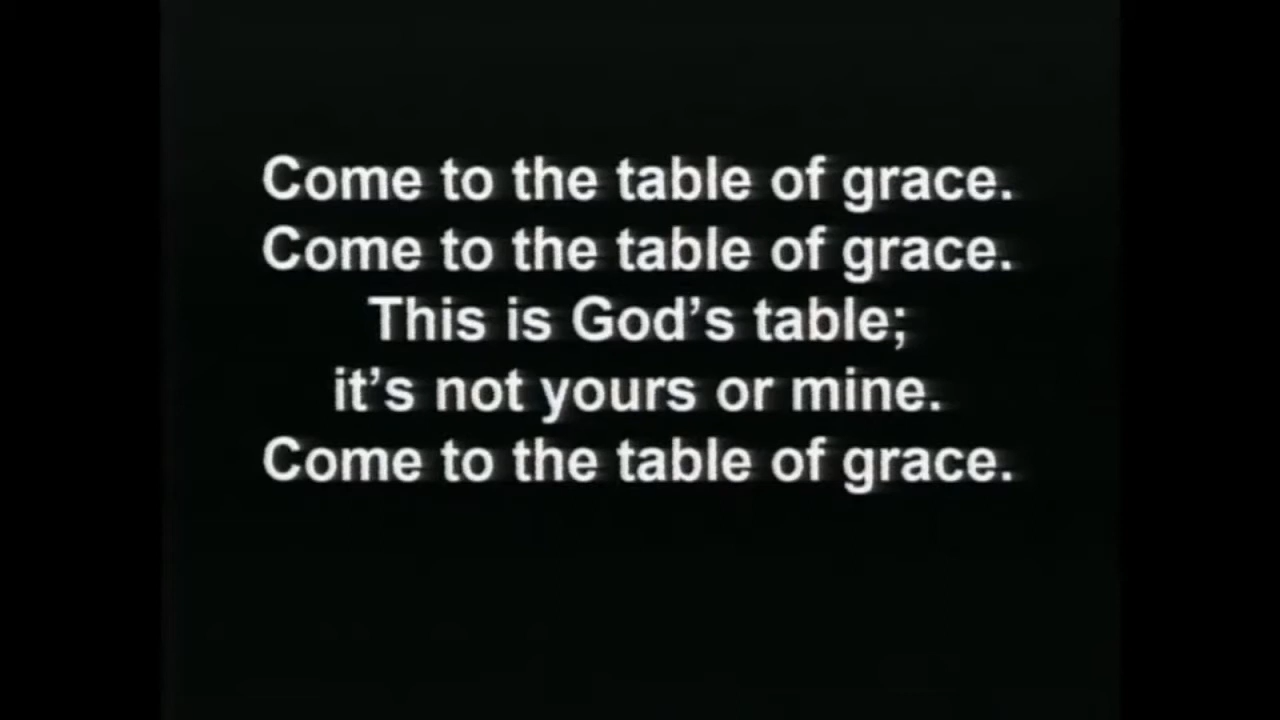 Come to the table of grace.
Come to the table of grace.
This is God’s table;
it’s not yours or mine.
Come to the table of grace.